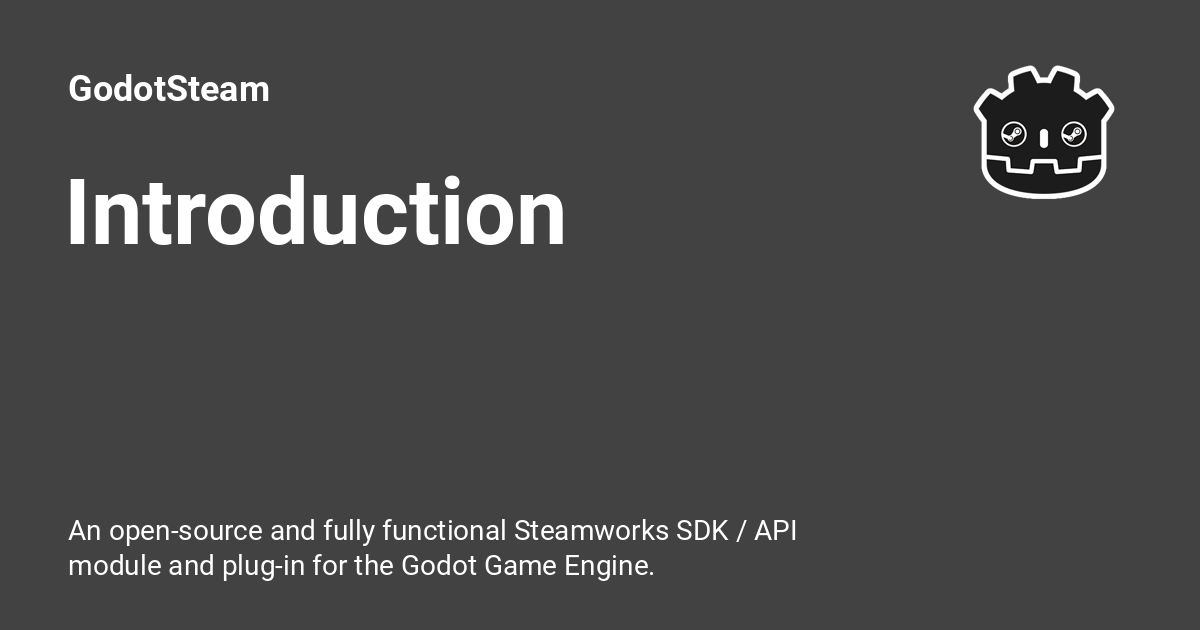 GodotSteam
Introduction
An open-source and fully functional Steamworks SDK / API
module and plug-in for the Godot Game Engine.